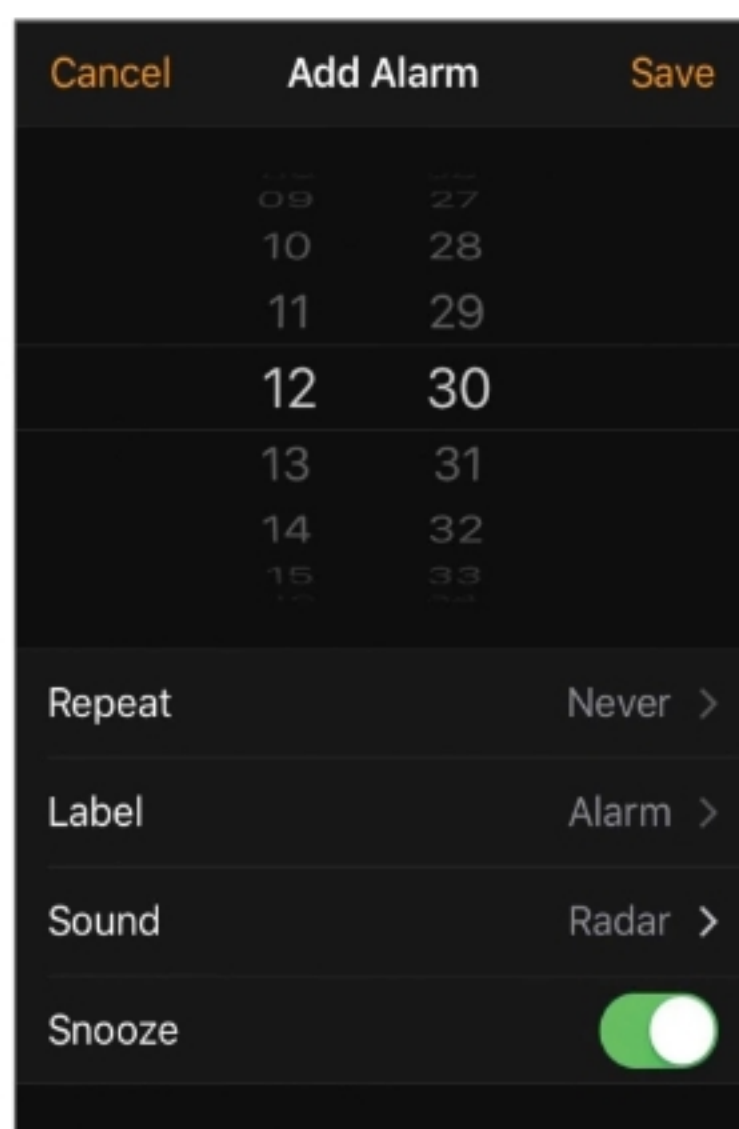 Cancel Add Alarm Save
09 27
10 28
11 29
12 30
13 31
14 32
15 33
Repeat Never >
Label Alarm >
Sound Radar >
Snooze